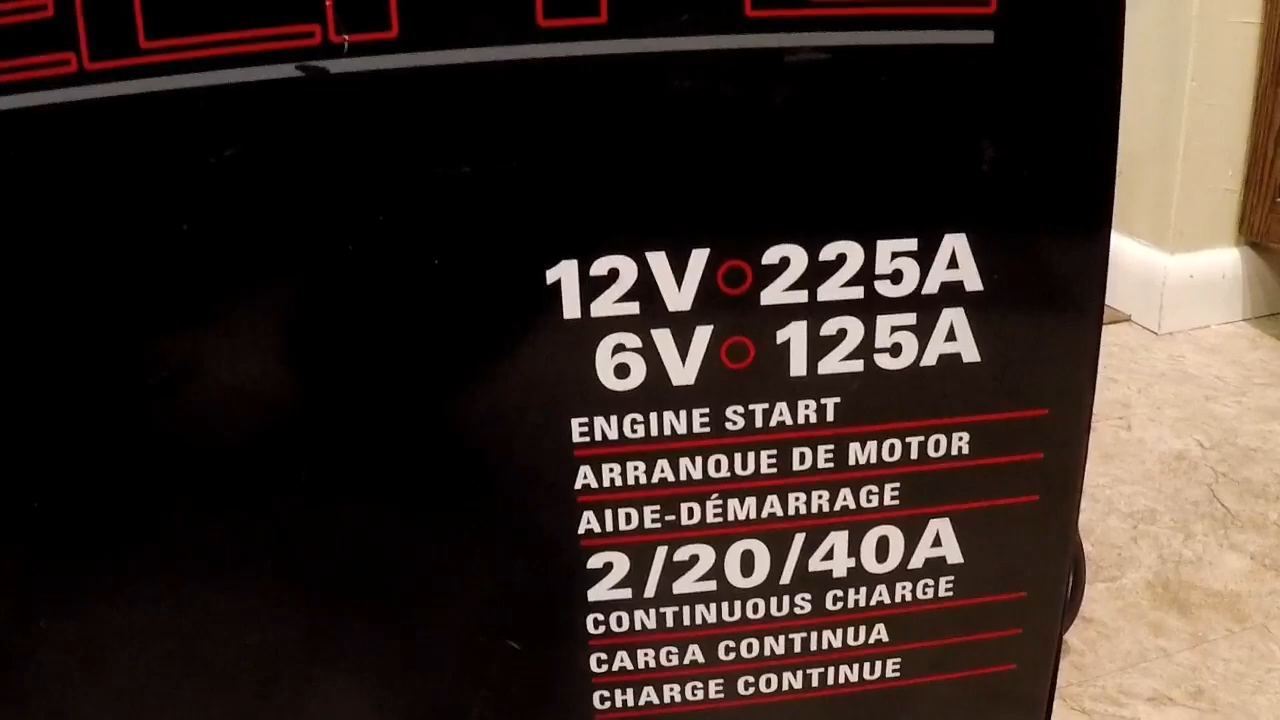 12V 225A
6V 125A
ENGINE START
ARRANQUE DE MOTOR
AIDE-DÉMARRAGE
2/20/40A
CONTINUOUS CHARGE
CARGA CONTINUA
CHARGE CONTINUE